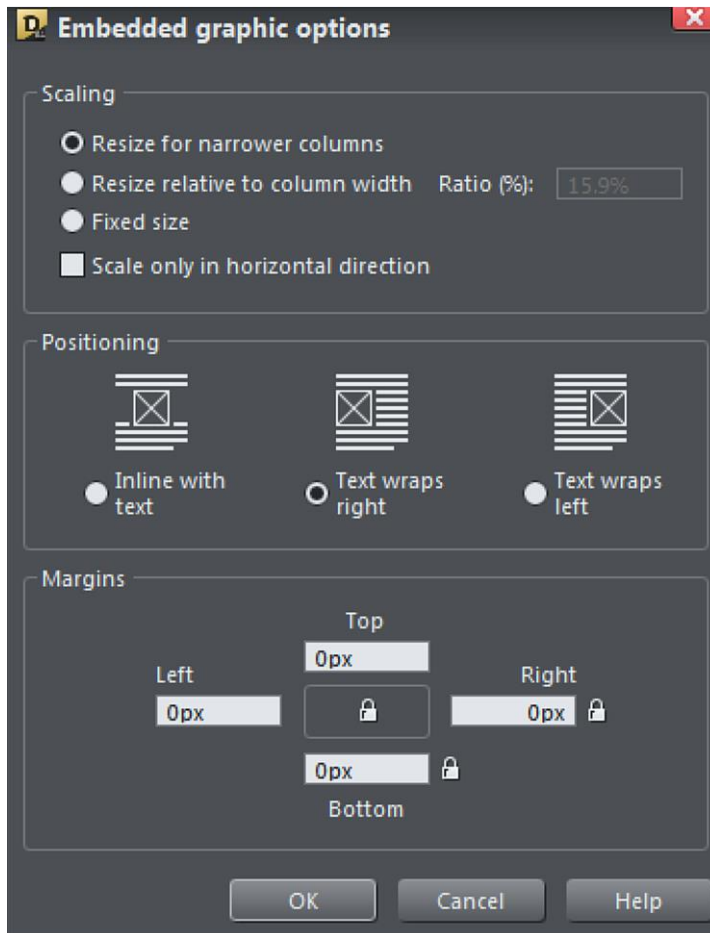 Embedded graphic options
Scaling
Resize for narrower columns
Resize relative to column width Ratio (%): 15.9%
Fixed size
Scale only in horizontal direction
Positioning
Inline with
text
Text wraps
right
Text wraps
left
Margins
Top
0px
Left
0px
Right
0px
0px
Bottom
OK Cancel Help